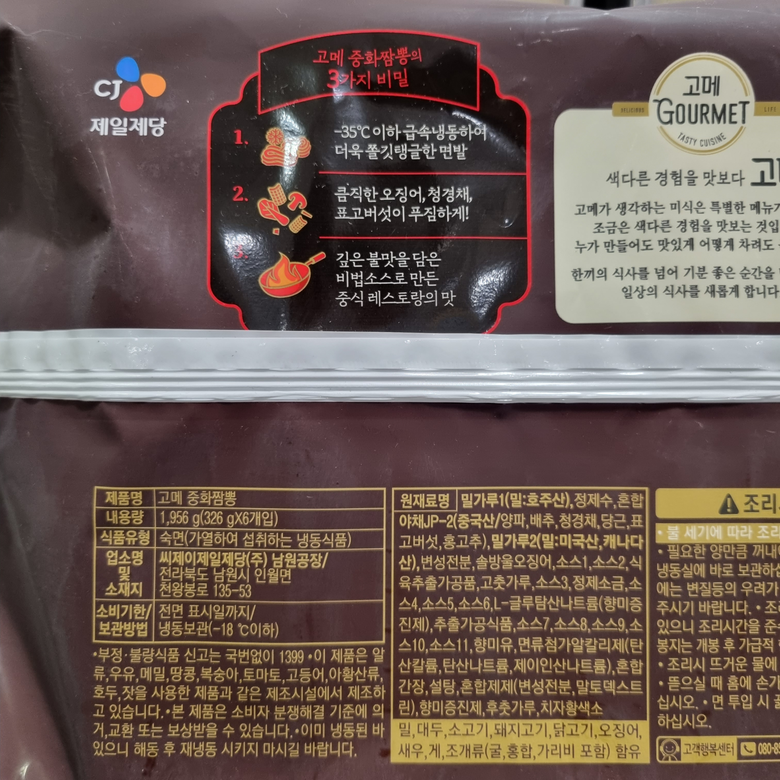 CJ
제일제당
고메 중화짬뽕의
3가지 비밀
1.
-35℃ 이하 급속냉동하여
더욱 쫄깃탱글한 면발
2.
큼직한 오징어, 청경채,
표고버섯이 푸짐하게!
3.
깊은 불맛을 담은
비법소스로 만든
중식 레스토랑의 맛
고메
GOURMET
TASTY CUISINE
색다른 경험을 맛보다
고메가 생각하는 미식은 특별한 메뉴가
조금은 색다른 경험을 맛보는 것입
누가 만들어도 맛있게 어떻게 차려도
한끼의 식사를 넘어 기분 좋은 순간을
일상의 식사를 새롭게 합니다
제품명 고메 중화짬뽕
내용량 1,956 g(326 gX6개입)
식품유형 숙면(가열하여 섭취하는 냉동식품)
업소명 및 소재지 씨제이제일제당(주) 남원공장/
전라북도 남원시 인월면
천왕봉로 135-53
소비기한/ 전면 표시일까지/
보관방법 냉동보관(-18 ℃이하)
•부정·불량식품 신고는 국번없이 1399 •이 제품은 알
류,우유,메밀,땅콩,복숭아,토마토,고등어,아황산류,
호두,잣을 사용한 제품과 같은 제조시설에서 제조하
고 있습니다.•본 제품은 소비자 분쟁해결 기준에 의
거,교환 또는 보상받을 수 있습니다.•이미 냉동된 바
있으니 해동 후 재냉동 시키지 마시길 바랍니다.
원재료명 밀가루1(밀:호주산),정제수,혼합
야채JP-2(중국산/양파,배추,청경채,당근,표
고버섯,홍고추),밀가루2(밀:미국산,캐나다
산),변성전분,솔방울오징어,소스1,소스2,식
육추출가공품,고춧가루,소스3,정제소금,소
스4,소스5,소스6,L-글루탐산나트륨(향미증
진제),추출가공식품,소스7,소스8,소스9,소
스10,소스11,향미유,면류첨가알칼리제(탄
산칼륨,탄산나트륨,제이인산나트륨),혼합
간장,설탕,혼합제제(변성전분,말토덱스트
린),향미증진제,후춧가루,치자황색소
밀,대두,소고기,돼지고기,닭고기,오징어,
새우,게,조개류(굴,홍합,가리비 포함) 함유
조리
• 불 세기에 따라 조리
• 필요한 양만큼 꺼내
냉동실에 바로 보관하
에는 변질등의 우려가
주시기 바랍니다. • 조
있으니 조리시간을 준
봉지는 개봉 후 가급적
• 조리시 뜨거운 물에
• 뜯으실 때 홈에 손가
십시오. • 면 투입 시
하십시오.
고객행복센터 080-85